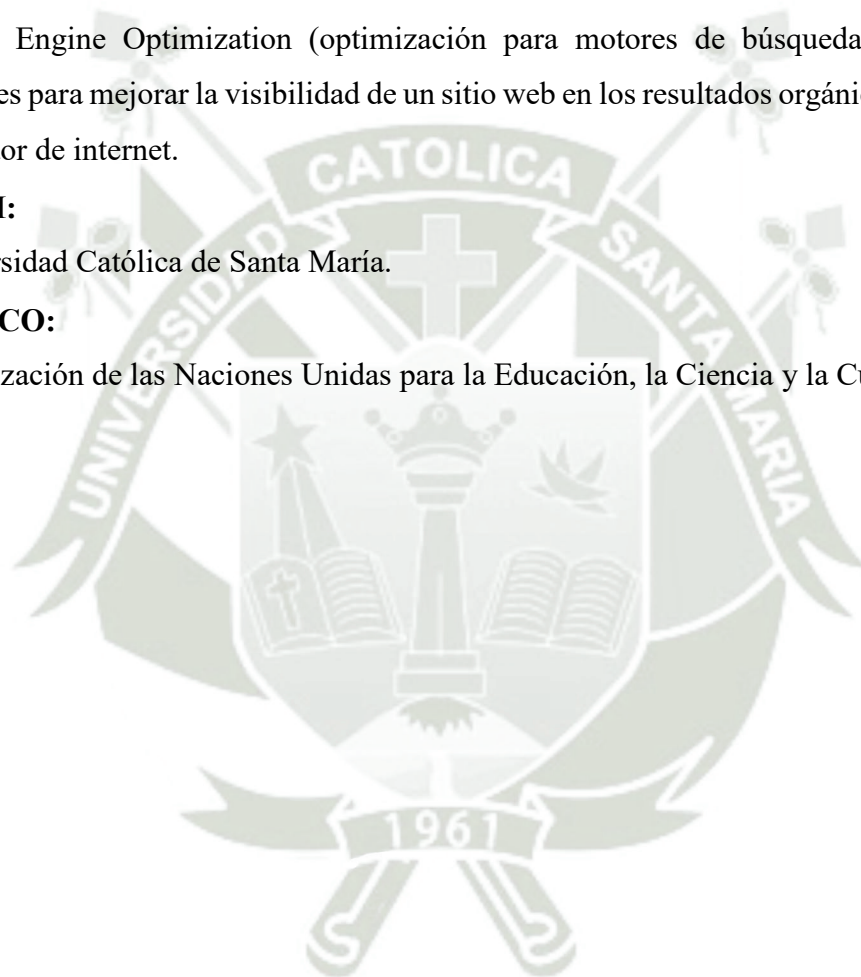 Engine Optimization (optimización para motores de búsqueda
es para mejorar la visibilidad de un sitio web en los resultados orgáni
or de internet.
CATOLICA
UNIVERSIDAD
SANTA MARIA
:
rsidad Católica de Santa María.
CO:
zación de las Naciones Unidas para la Educación, la Ciencia y la Cu
1961